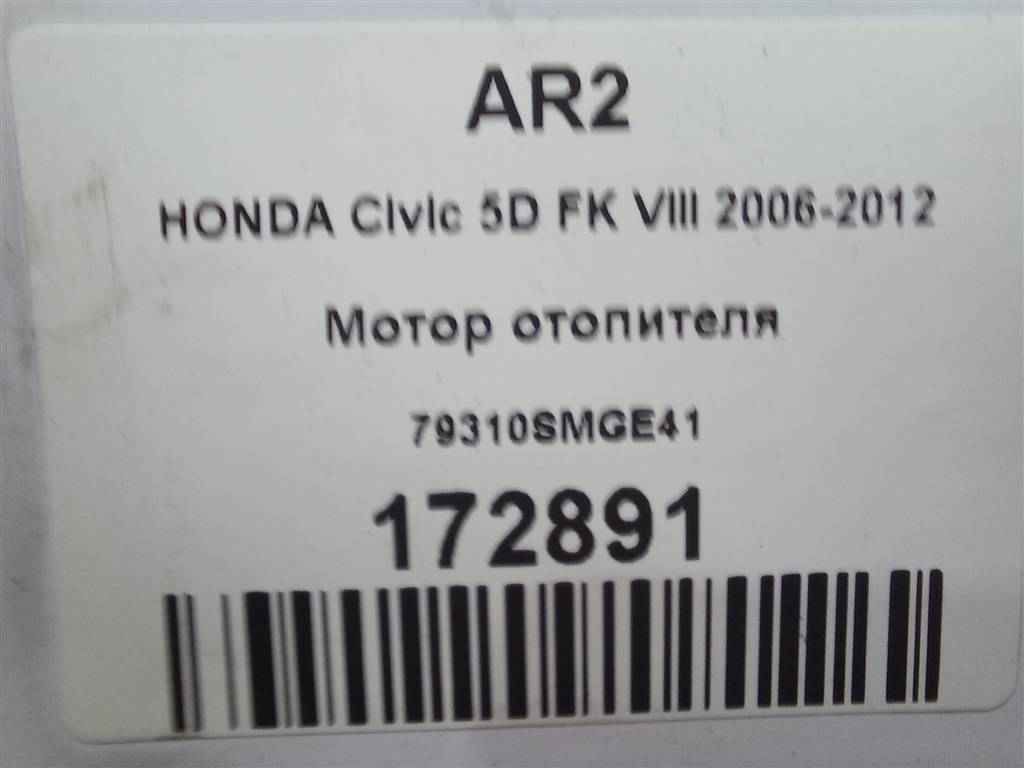 AR2
HONDA Civic 5D FK VIII 2006-2012
Мотор отопителя
79310SMGE41
172891